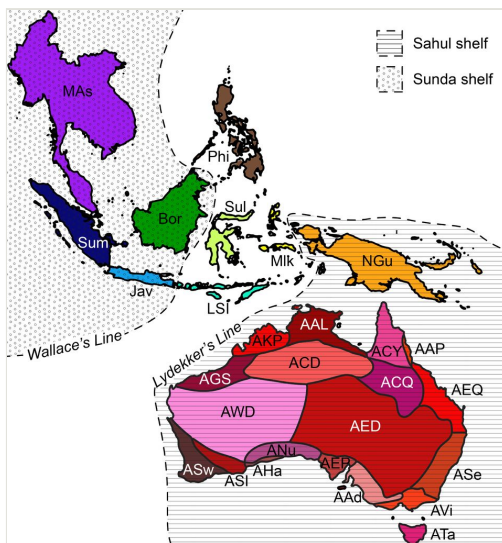 Sahul shelf
Sunda shelf
MAs
Phi
Bor
Sul
Sum
Mlk
NGu
Jav
LSI
Wallace's Line
Lydekker's Line
AAL
AKP
ACY
AAP
ACD
AGS
ACQ
AEQ
AWD
AED
ANu
ASw
ASI
AHa
AER
ASe
AAd
AVi
ATa